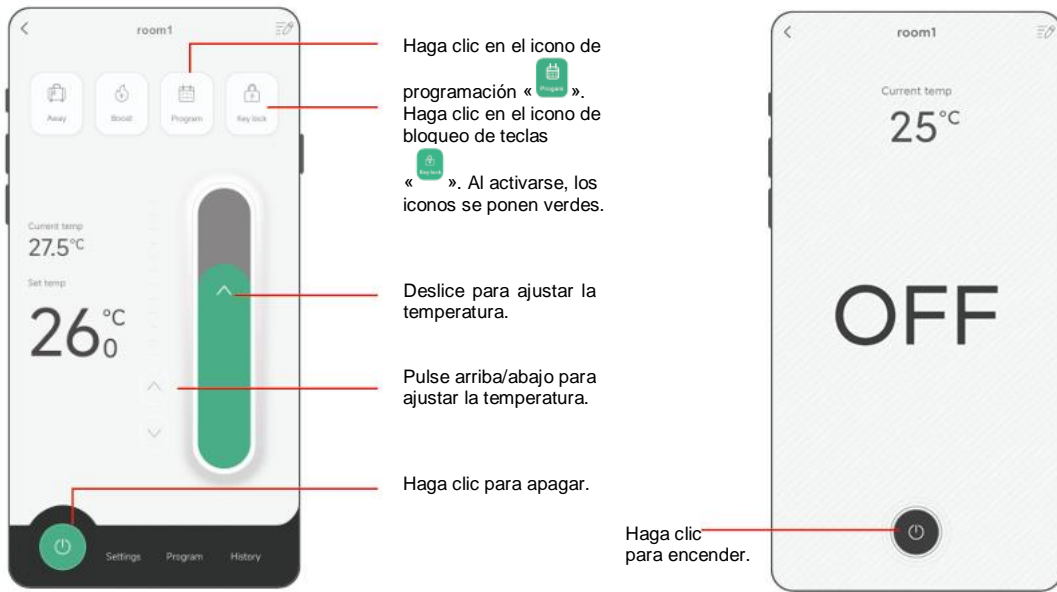 room1
Away
Boost
Program
Key lock
Current temp
27.5°C
Set temp
26.0 °C
Settings
Program
History
Haga clic en el icono de
programación « Program ».
Haga clic en el icono de
bloqueo de teclas
« Key lock ». Al activarse, los
iconos se ponen verdes.
Deslice para ajustar la
temperatura.
Pulse arriba/abajo para
ajustar la temperatura.
Haga clic para apagar.
Haga clic
para encender.
room1
Current temp
25°C
OFF